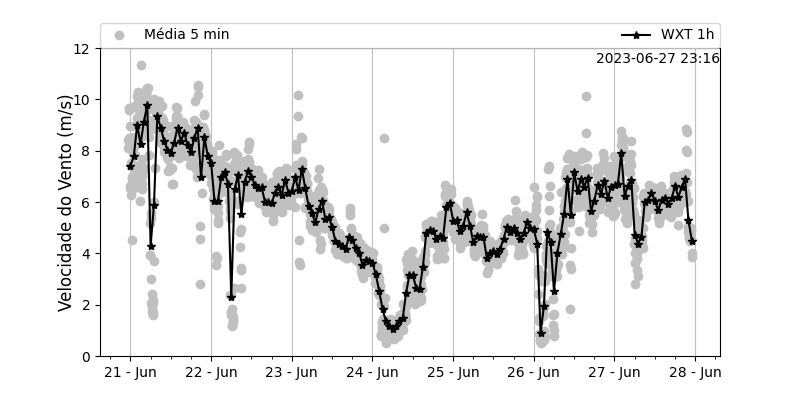 Média 5 min
WXT 1h
2023-06-27 23:16
Velocidade do Vento (m/s)
12
10
8
6
4
2
0
21 - Jun
22 - Jun
23 - Jun
24 - Jun
25 - Jun
26 - Jun
27 - Jun
28 - Jun